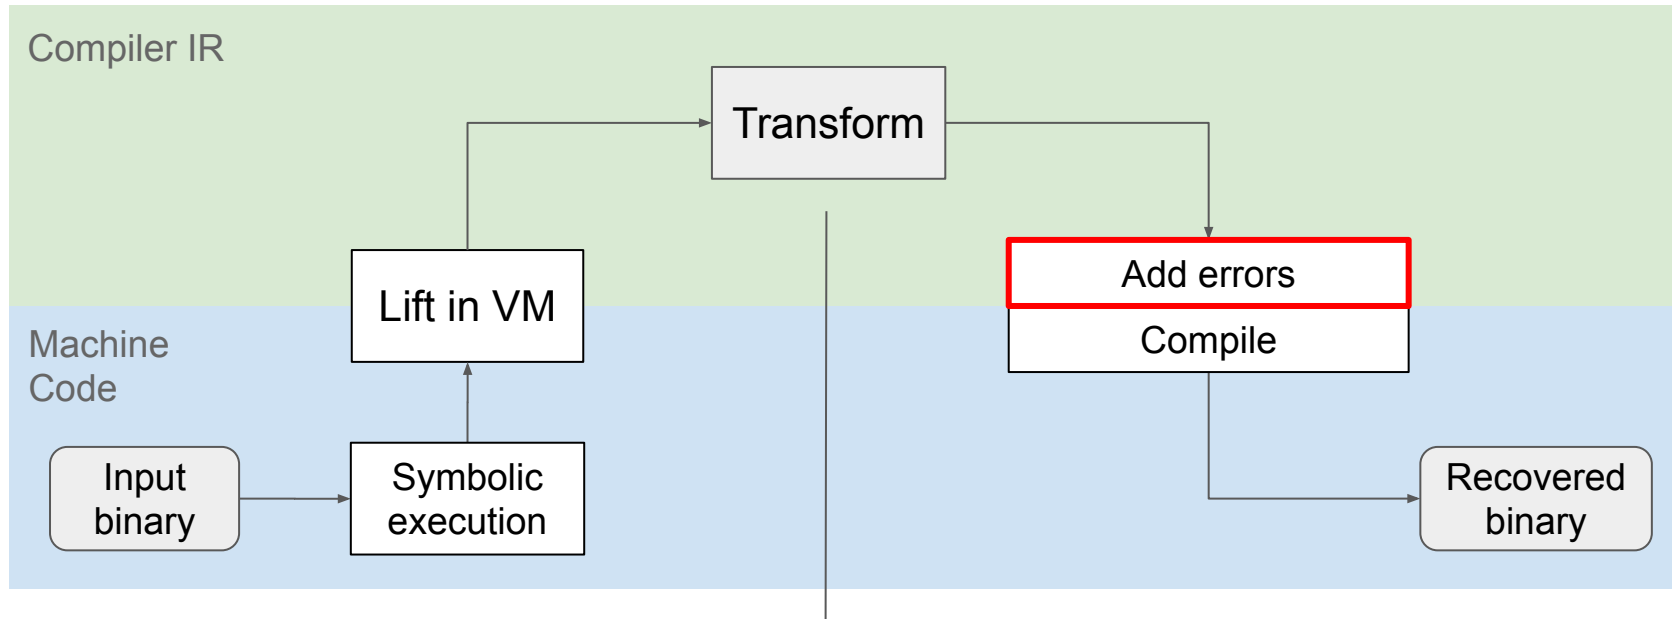 Compiler IR
Transform
Add errors
Lift in VM
Compile
Machine
Code
Input
binary
Symbolic
execution
Recovered
binary